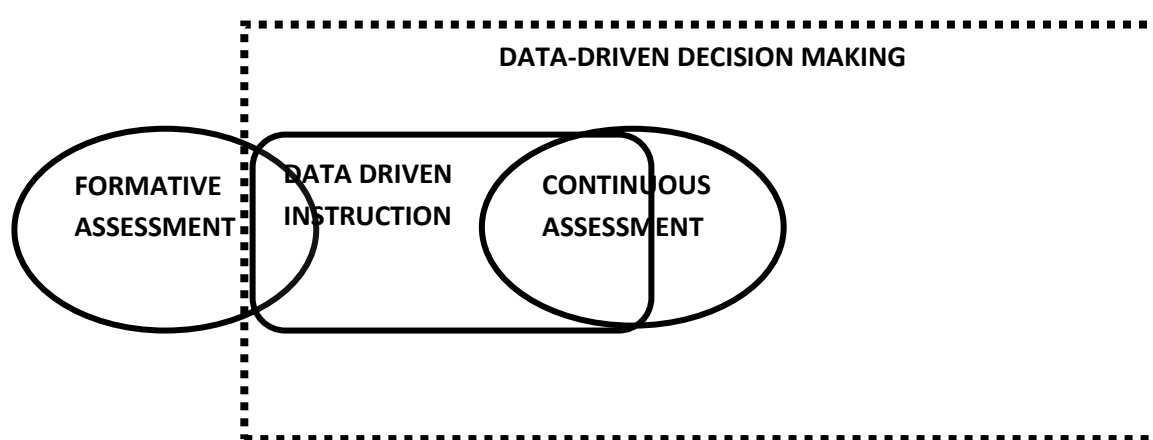 DATA-DRIVEN DECISION MAKING
FORMATIVE
ASSESSMENT
DATA DRIVEN
INSTRUCTION
CONTINUOUS
ASSESSMENT